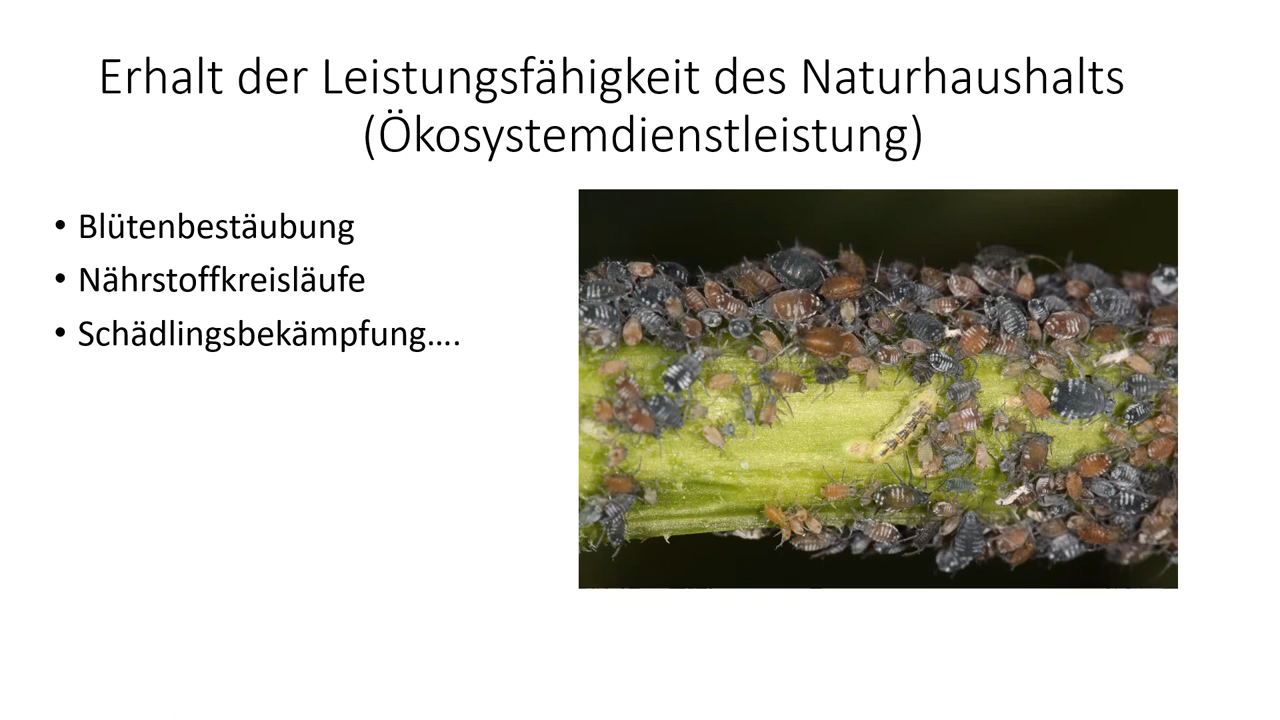 Erhalt der Leistungsfähigkeit des Naturhaushalts
(Ökosystemdienstleistung)
• Blütenbestäubung
• Nährstoffkreisläufe
• Schädlingsbekämpfung....